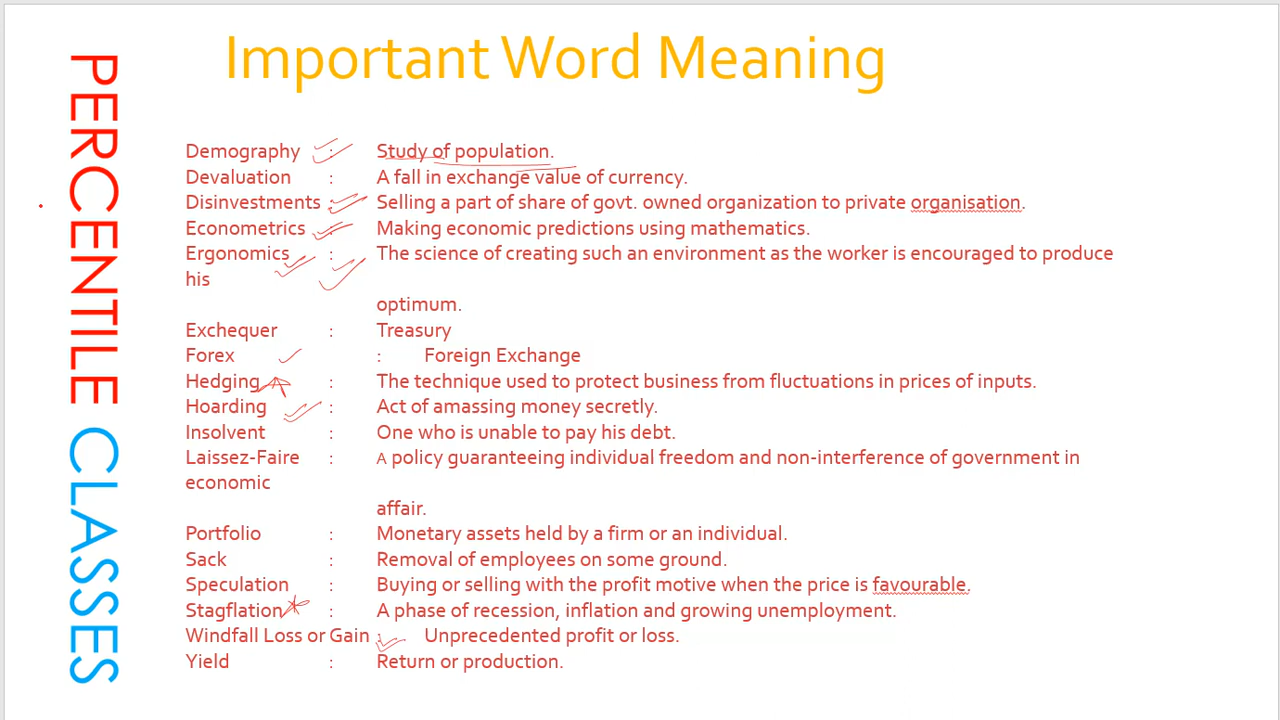 Important Word Meaning
PERCENTILE CLASSES
Demography : Study of population.
Devaluation : A fall in exchange value of currency.
Disinvestments : Selling a part of share of govt. owned organization to private organisation.
Econometrics : Making economic predictions using mathematics.
Ergonomics : The science of creating such an environment as the worker is encouraged to produce
his
optimum.
Exchequer : Treasury
Forex : Foreign Exchange
Hedging : The technique used to protect business from fluctuations in prices of inputs.
Hoarding : Act of amassing money secretly.
Insolvent : One who is unable to pay his debt.
Laissez-Faire : A policy guaranteeing individual freedom and non-interference of government in
economic
affair.
Portfolio : Monetary assets held by a firm or an individual.
Sack : Removal of employees on some ground.
Speculation : Buying or selling with the profit motive when the price is favourable.
Stagflation : A phase of recession, inflation and growing unemployment.
Windfall Loss or Gain : Unprecedented profit or loss.
Yield : Return or production.